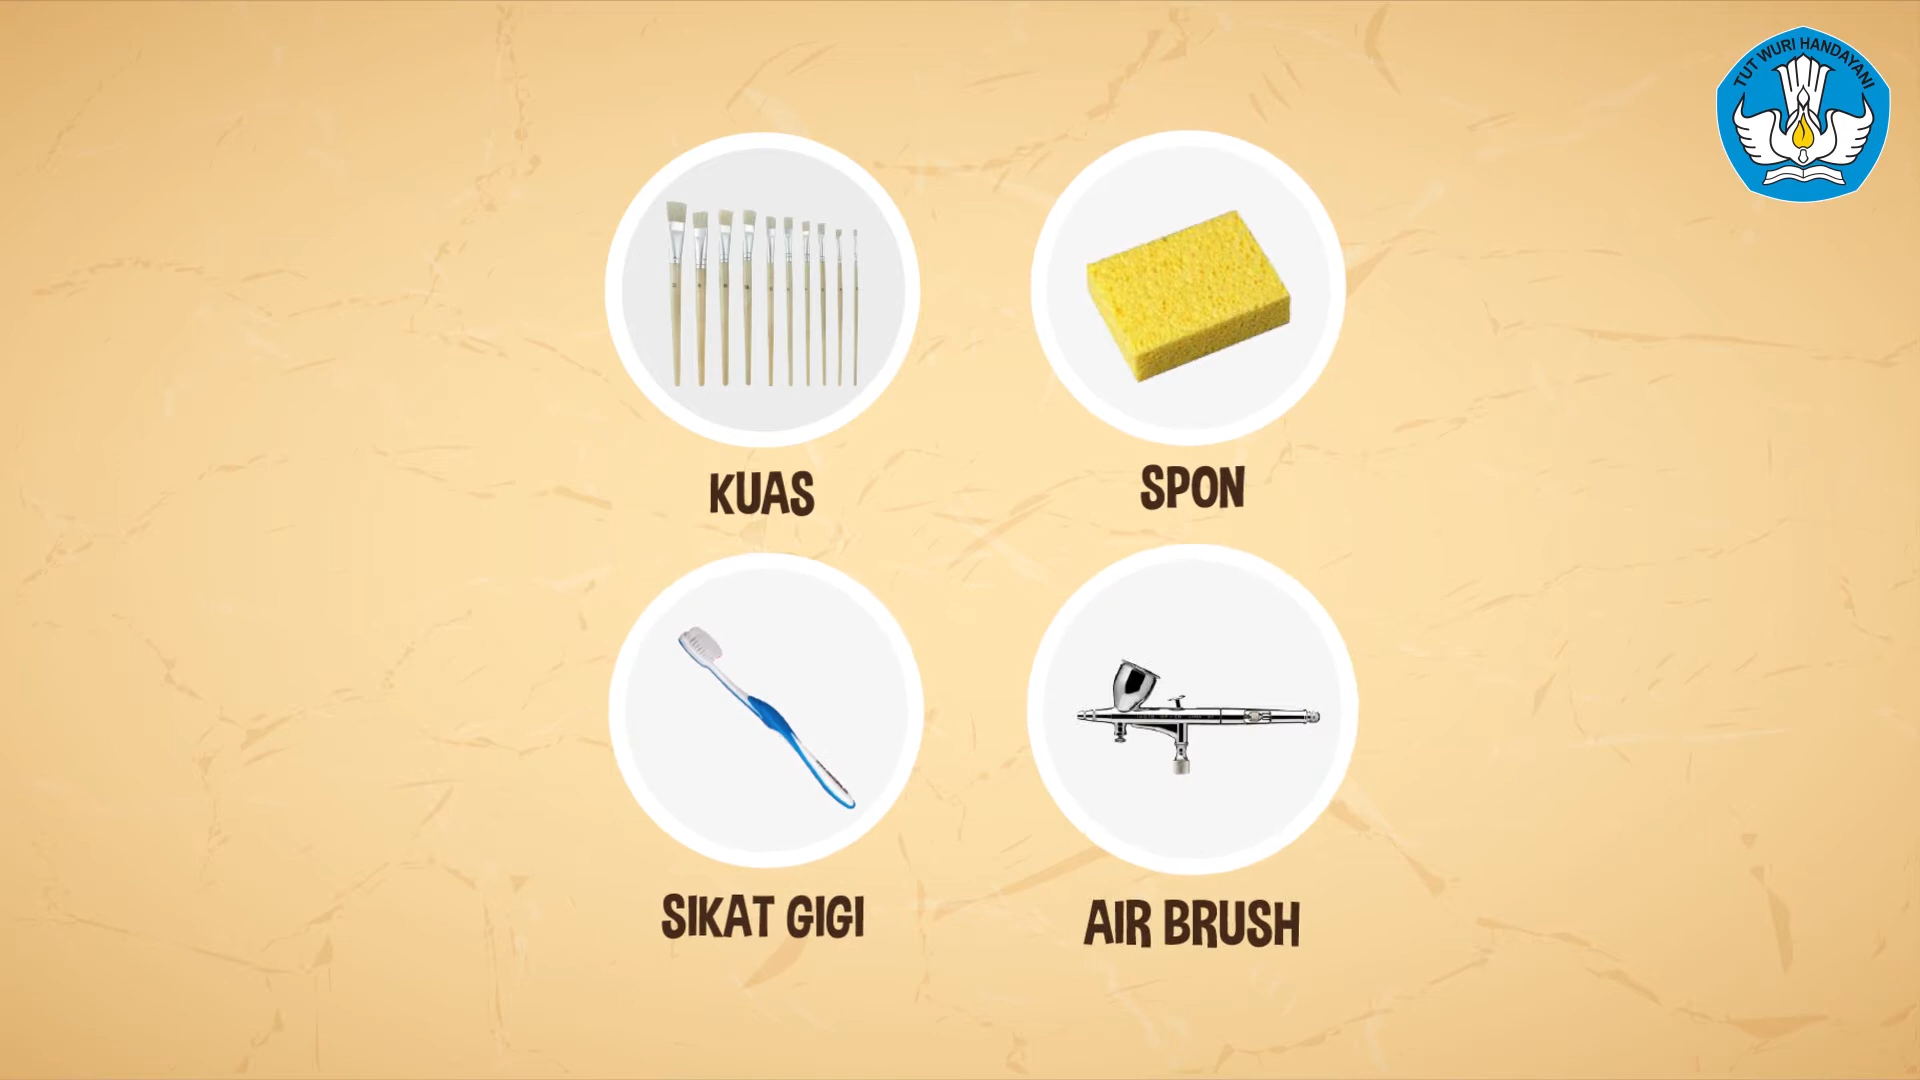 TUT WURI HANDAYANI
KUAS
SPON
SIKAT GIGI
AIR BRUSH